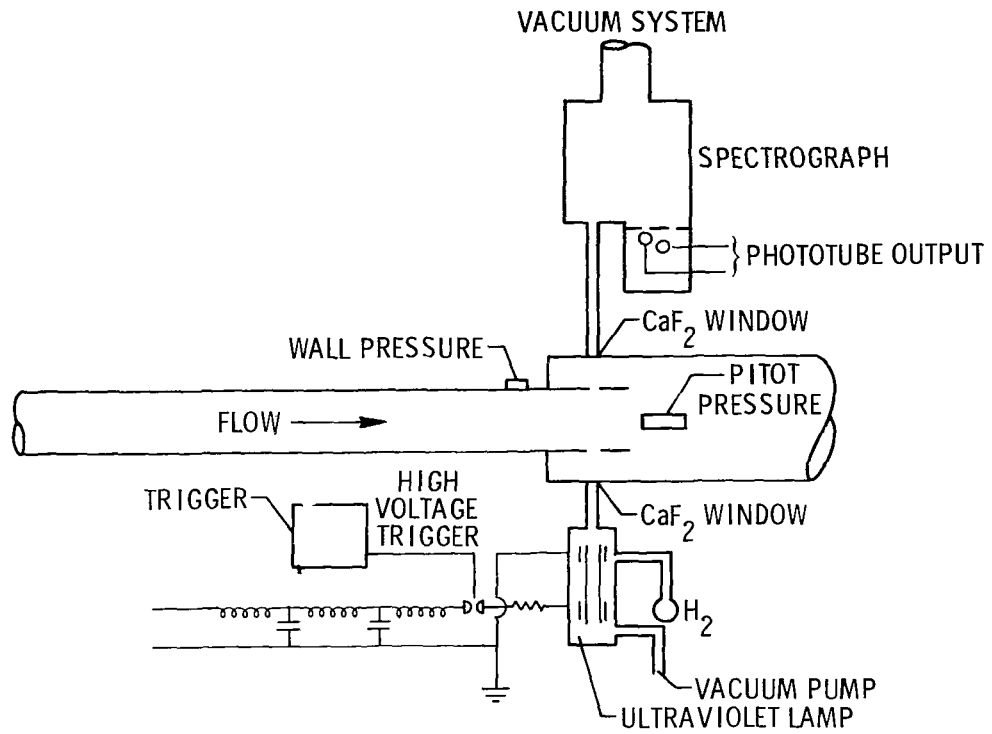 VACUUM SYSTEM
SPECTROGRAPH
PHOTOTUBE OUTPUT
CaF2 WINDOW
WALL PRESSURE
PITOT
PRESSURE
FLOW
HIGH
VOLTAGE
TRIGGER
TRIGGER
CaF2 WINDOW
H2
VACUUM PUMP
ULTRAVIOLET LAMP